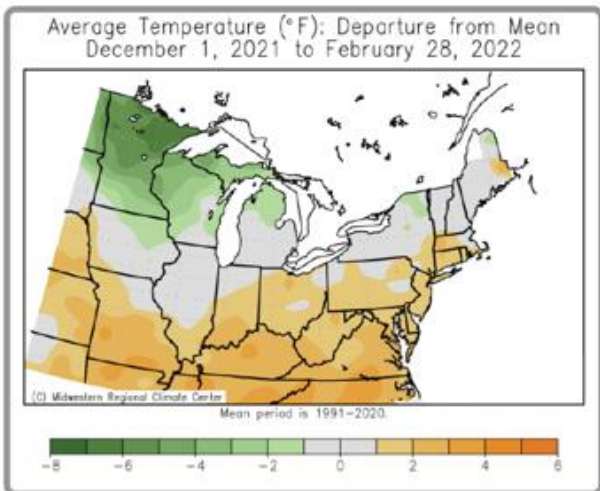 Average Temperature (°F): Departure from Mean
December 1, 2021 to February 28, 2022
(C) Midwestern Regional Climate Center
Mean period is 1991-2020.
-8 -6 -4 -2 0 2 4 6